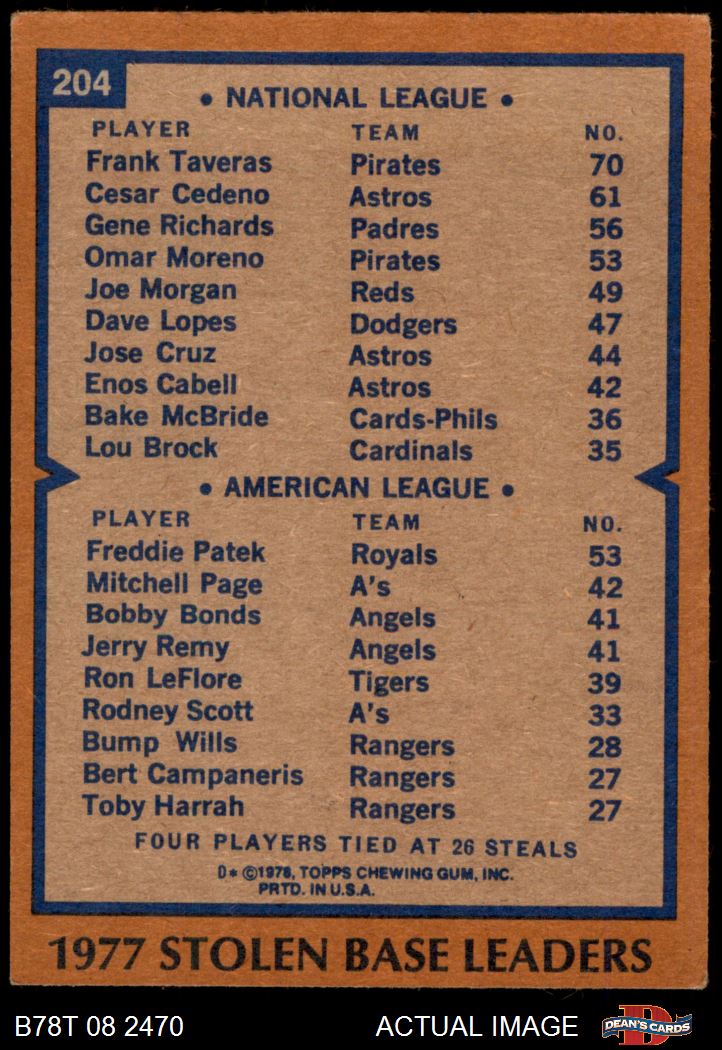 204
• NATIONAL LEAGUE •
PLAYER TEAM NO.
Frank Taveras Pirates 70
Cesar Cedeno Astros 61
Gene Richards Padres 56
Omar Moreno Pirates 53
Joe Morgan Reds 49
Dave Lopes Dodgers 47
Jose Cruz Astros 44
Enos Cabell Astros 42
Bake McBride Cards-Phils 36
Lou Brock Cardinals 35
• AMERICAN LEAGUE •
PLAYER TEAM NO.
Freddie Patek Royals 53
Mitchell Page A's 42
Bobby Bonds Angels 41
Jerry Remy Angels 41
Ron LeFlore Tigers 39
Rodney Scott A's 33
Bump Wills Rangers 28
Bert Campaneris Rangers 27
Toby Harrah Rangers 27
FOUR PLAYERS TIED AT 26 STEALS
D* ©1978, TOPPS CHEWING GUM, INC.
PRTD. IN U.S.A.
1977 STOLEN BASE LEADERS
B78T 08 2470 ACTUAL IMAGE DEAN'S CARDS